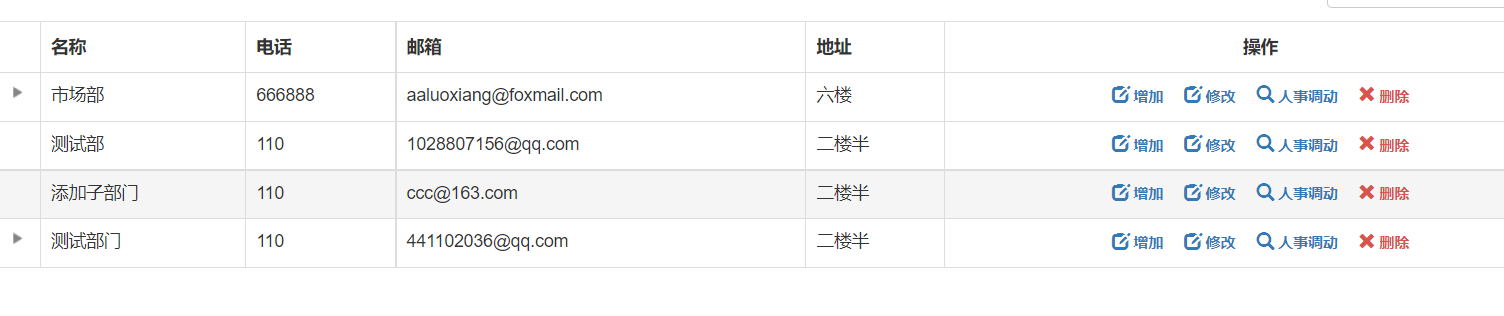 名称 电话 邮箱 地址 操作
市场部 666888 aaluoxiang@foxmail.com 六楼 增加 修改 人事调动 删除
测试部 110 1028807156@qq.com 二楼半 增加 修改 人事调动 删除
添加子部门 110 ccc@163.com 二楼半 增加 修改 人事调动 删除
测试部门 110 441102036@qq.com 二楼半 增加 修改 人事调动 删除